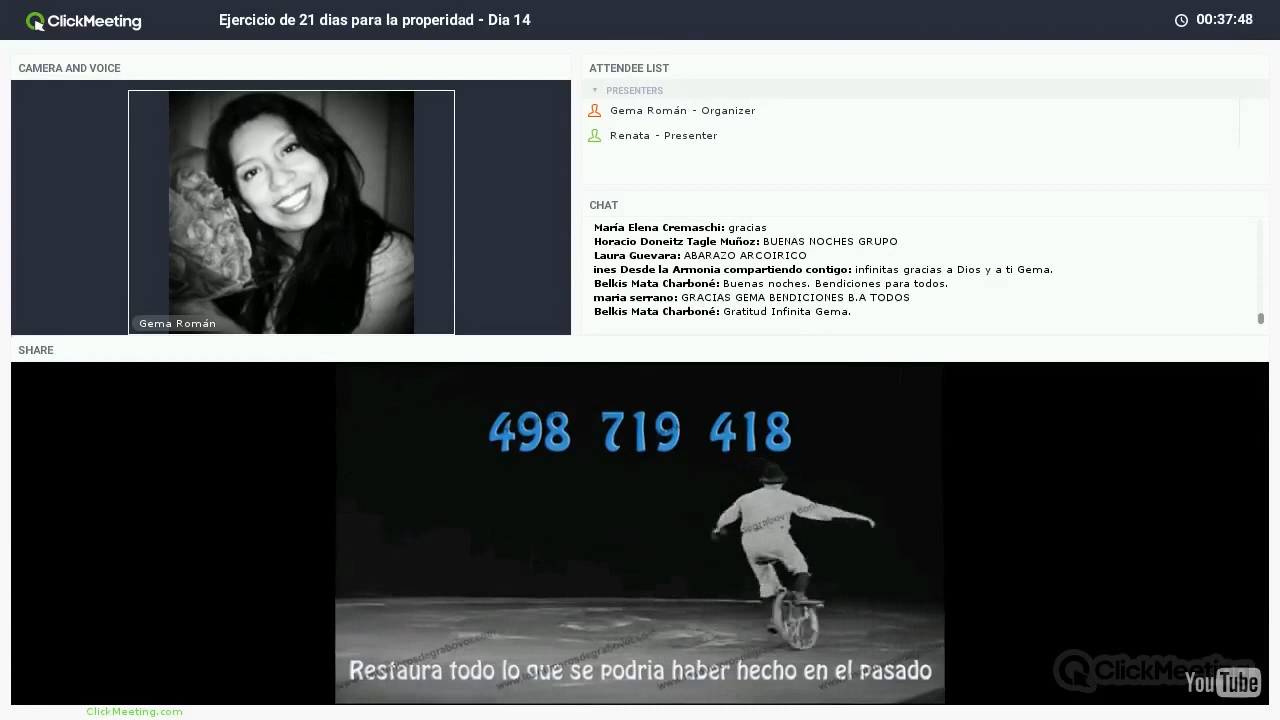 ClickMeeting
Ejercicio de 21 dias para la properidad - Dia 14
00:37:48
CAMERA AND VOICE
Gema Román
ATTENDEE LIST
PRESENTERS
Gema Román - Organizer
Renata - Presenter
CHAT
María Elena Cremaschi: gracias
Horacio Doneitz Tagle Muñoz: BUENAS NOCHES GRUPO
Laura Guevara: ABARAZO ARCOIRICO
ines Desde la Armonia compartiendo contigo: infinitas gracias a Dios y a ti Gema.
Belkis Mata Charboné: Buenas noches. Bendiciones para todos.
maria serrano: GRACIAS GEMA BENDICIONES B.A TODOS
Belkis Mata Charboné: Gratitud Infinita Gema.
SHARE
498 719 418
Restaura todo lo que se podria haber hecho en el pasado
ClickMeeting
YouTube
ClickMeeting.com